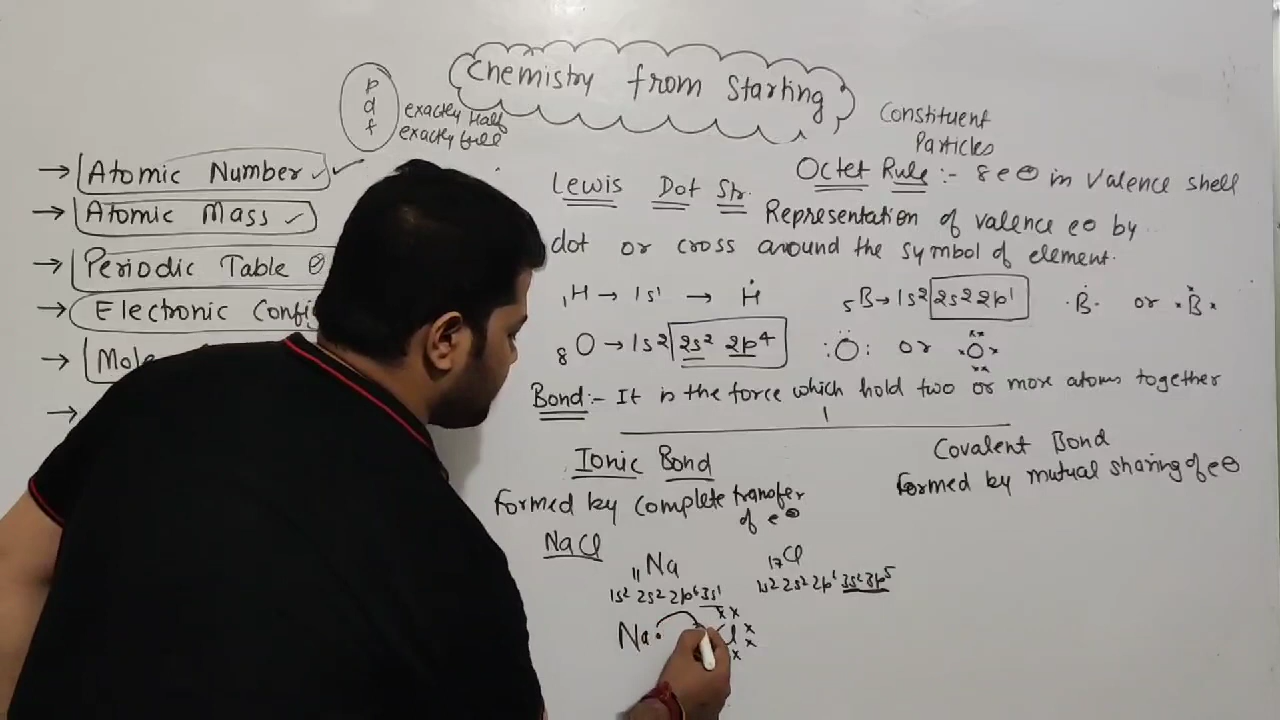 Chemistry from Starting
p
d
f
exactly Half
exactly full
Constituent
Particles
→ Atomic Number ✓
→ Atomic Mass ✓
→ Periodic Table
→ Electronic Config
→ Mole
→
Lewis Dot Str.
Octet Rule :- 8 e⊖ in Valence shell
Representation of valence e⊖ by
dot or cross around the symbol of element.
₁H → 1s¹ → Ḣ
₅B → 1s² 2s² 2p¹ ·Ḃ· or ×B×
₈O → 1s² 2s² 2p⁴ :Ö: or ×O×
Bond :- It is the force which hold two or more atoms together
Ionic Bond
Formed by complete transfer
of e⊖
Covalent Bond
Formed by mutual sharing of e⊖
NaCl
₁₁Na
1s² 2s² 2p⁶ 3s¹
₁₇Cl
1s² 2s² 2p⁶ 3s² 3p⁵
Na·